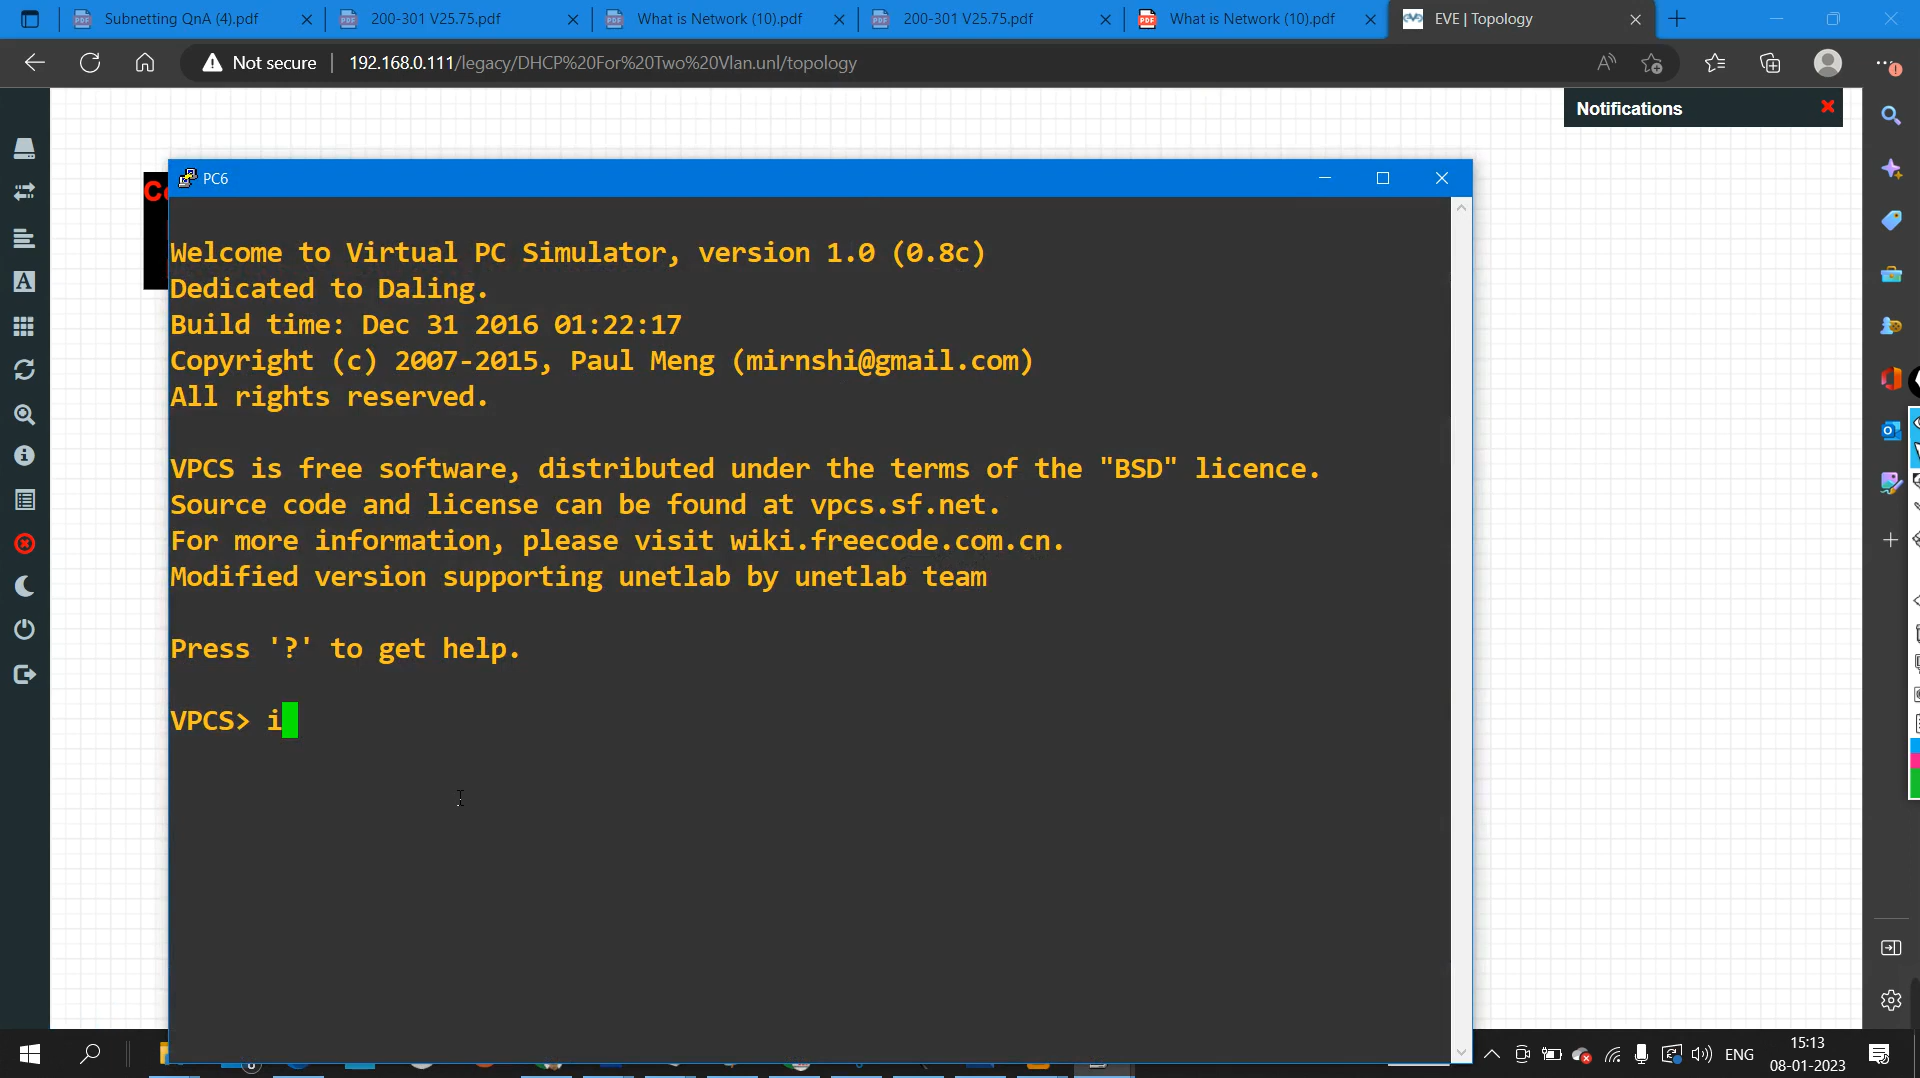 Subnetting QnA (4).pdf
200-301 V25.75.pdf
What is Network (10).pdf
200-301 V25.75.pdf
What is Network (10).pdf
EVE | Topology
Not secure
192.168.0.111/legacy/DHCP%20For%20Two%20Vlan.unl/topology
Notifications
PC6
Welcome to Virtual PC Simulator, version 1.0 (0.8c)
Dedicated to Daling.
Build time: Dec 31 2016 01:22:17
Copyright (c) 2007-2015, Paul Meng (mirnshi@gmail.com)
All rights reserved.
VPCS is free software, distributed under the terms of the "BSD" licence.
Source code and license can be found at vpcs.sf.net.
For more information, please visit wiki.freecode.com.cn.
Modified version supporting unetlab by unetlab team
Press '?' to get help.
VPCS> i
ENG
15:13
08-01-2023